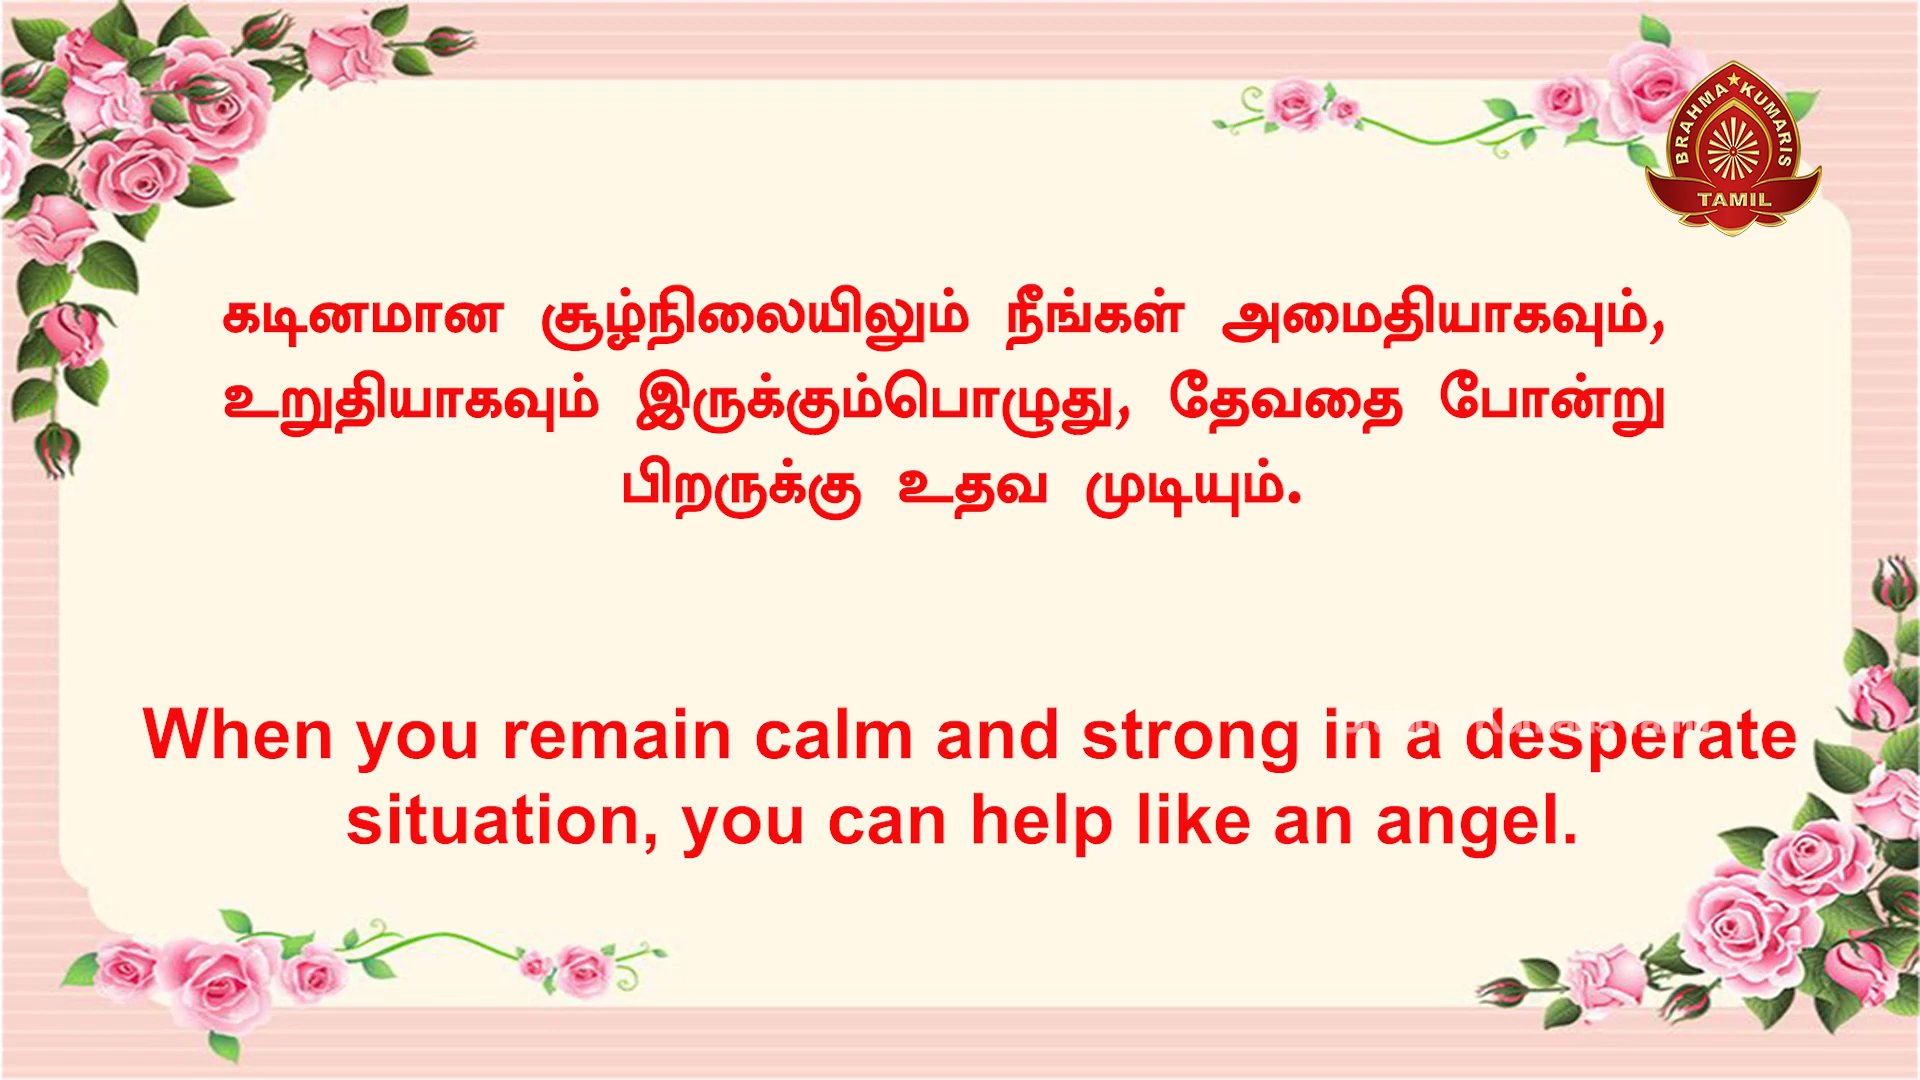 BRAHMA KUMARIS
TAMIL
கடினமான சூழ்நிலையிலும் நீங்கள் அமைதியாகவும்,
உறுதியாகவும் இருக்கும்பொழுது, தேவதை போன்று
பிறருக்கு உதவ முடியும்.
When you remain calm and strong in a desperate
situation, you can help like an angel.